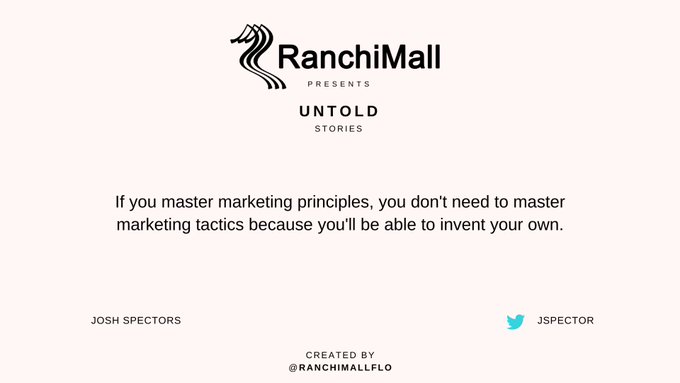 RanchiMall
PRESENTS
UNTOLD
STORIES
If you master marketing principles, you don't need to master
marketing tactics because you'll be able to invent your own.
JOSH SPECTORS
JSPECTOR
CREATED BY
@RANCHIMALLFLO